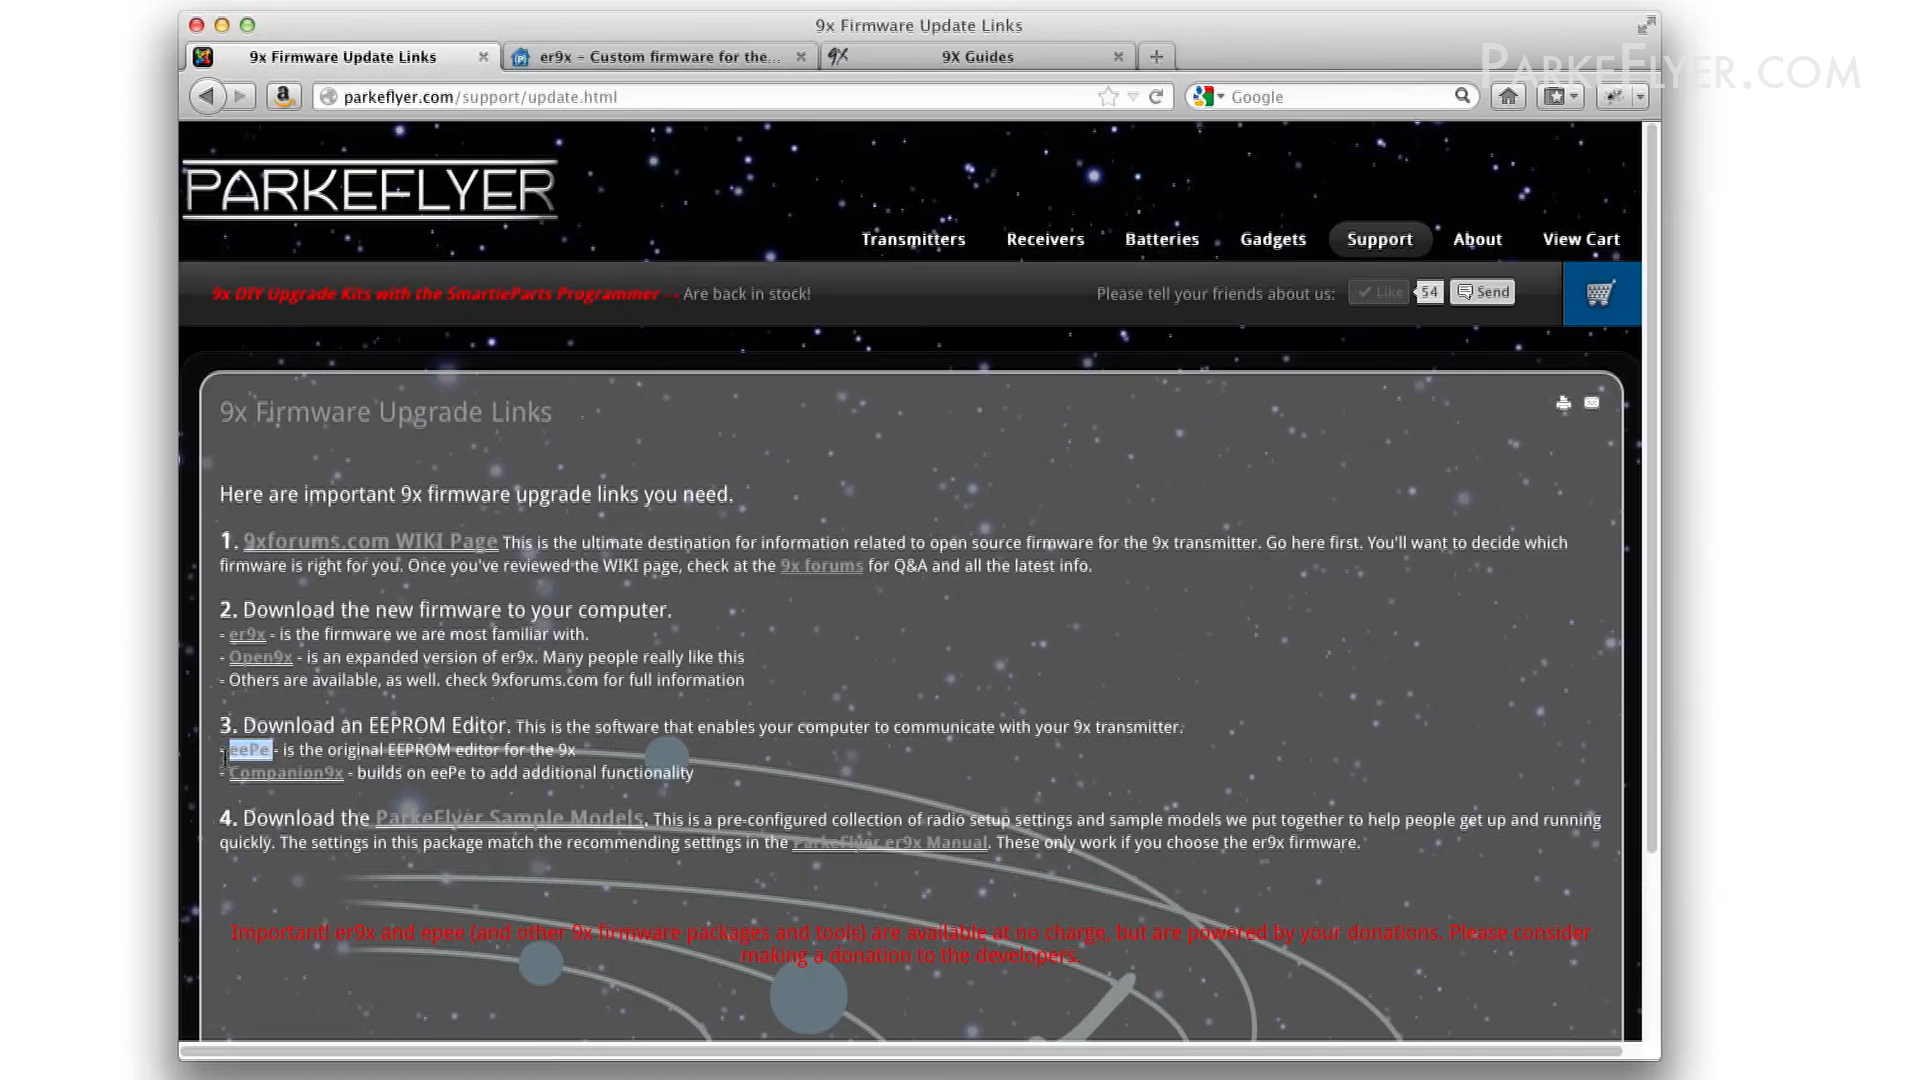 9x Firmware Update Links
9x Firmware Update Links
er9x – Custom firmware for the...
9X
9X Guides
PARKEFLYER.COM
a
parkeflyer.com/support/update.html
Google
PARKEFLYER
Transmitters Receivers Batteries Gadgets Support About View Cart
9x DIY Upgrade Kits with the SmartieParts Programmer -- Are back in stock!
Please tell your friends about us: Like 54 Send
9x Firmware Upgrade Links
Here are important 9x firmware upgrade links you need.
1. 9xforums.com WIKI Page This is the ultimate destination for information related to open source firmware for the 9x transmitter. Go here first. You'll want to decide which
firmware is right for you. Once you've reviewed the WIKI page, check at the 9x forums for Q&A and all the latest info.
2. Download the new firmware to your computer.
- er9x - is the firmware we are most familiar with.
- Open9x - is an expanded version of er9x. Many people really like this
- Others are available, as well. check 9xforums.com for full information
3. Download an EEPROM Editor. This is the software that enables your computer to communicate with your 9x transmitter.
- eePe - is the original EEPROM editor for the 9x
- Companion9x - builds on eePe to add additional functionality
4. Download the ParkeFlyer Sample Models. This is a pre-configured collection of radio setup settings and sample models we put together to help people get up and running
quickly. The settings in this package match the recommending settings in the ParkeFlyer er9x Manual. These only work if you choose the er9x firmware.
Important! er9x and epee (and other 9x firmware packages and tools) are available at no charge, but are powered by your donations. Please consider
making a donation to the developers.